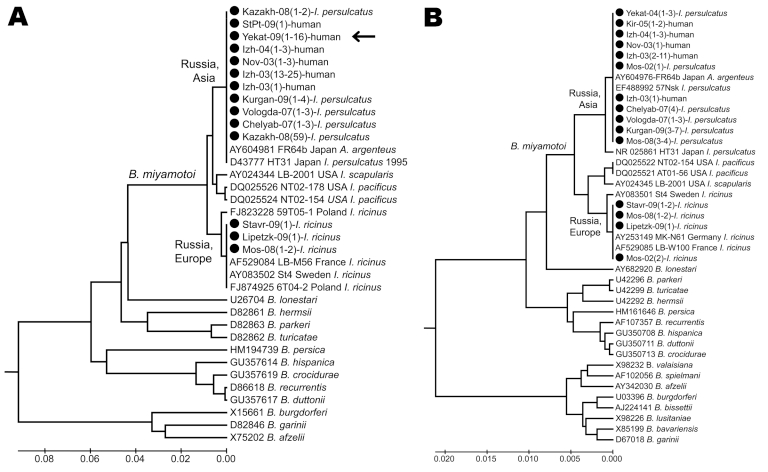 A
Kazakh-08(1-2)-I. persulcatus
StPt-09(1)-human
Yekat-09(1-16)-human
Izh-04(1-3)-human
Nov-03(1-3)-human
Izh-03(13-25)-human
Izh-03(1)-human
Kurgan-09(1-4)-I. persulcatus
Vologda-07(1-3)-I. persulcatus
Chelyab-07(1-3)-I. persulcatus
Kazakh-08(59)-I. persulcatus
AY604981 FR64b Japan A. argenteus
D43777 HT31 Japan I. persulcatus 1995
AY024344 LB-2001 USA I. scapularis
DQ025526 NT02-178 USA I. pacificus
DQ025524 NT02-154 USA I. pacificus
FJ823228 59T05-1 Poland I. ricinus
Stavr-09(1)-I. ricinus
Lipetzk-09(1)-I. ricinus
Mos-08(1-2)-I. ricinus
AF529084 LB-M56 France I. ricinus
AY083502 St4 Sweden I. ricinus
FJ874925 6T04-2 Poland I. ricinus
U26704 B. lonestari
D82861 B. hermsii
D82863 B. parkeri
D82862 B. turicatae
HM194739 B. persica
GU357614 B. hispanica
GU357619 B. crocidurae
D86618 B. recurrentis
GU357617 B. duttonii
X15661 B. burgdorferi
D82846 B. garinii
X75202 B. afzelii
Russia,
Asia
B. miyamotoi
Russia,
Europe
0.08 0.06 0.04 0.02 0.00
B
Yekat-04(1-3)-I. persulcatus
Kir-05(1-2)-human
Izh-04(1-3)-human
Nov-03(1)-human
Izh-03(2-11)-human
Mos-02(1)-I. persulcatus
AY604976-FR64b Japan A. argenteus
EF488992 57Nsk I. persulcatus
Izh-03(1)-human
Chelyab-07(4)-I. persulcatus
Vologda-07(1-3)-I. persulcatus
Kurgan-09(3-7)-I. persulcatus
Mos-08(3-4)-I. persulcatus
NR 025861 HT31 Japan I. persulcatus
DQ025522 NT02-154 USA I. pacificus
DQ025521 AT01-56 USA I. pacificus
AY024345 LB-2001 USA I. scapularis
AY083501 St4 Sweden I. ricinus
Stavr-09(1-2)-I. ricinus
Mos-08(1-2)-I. ricinus
Lipetzk-09(1)-I. ricinus
AY253149 MK-N61 Germany I. ricinus
AF529085 LB-W100 France I. ricinus
Mos-02(2)-I. ricinus
AY682920 B. lonestari
U42296 B. parkeri
U42299 B. turicatae
U42292 B. hermsii
HM161646 B. persica
AF107357 B. recurrentis
GU350708 B. hispanica
GU350711 B. duttonii
GU350713 B. crocidurae
X98232 B. valaisiana
AF102056 B. spielmani
AY342030 B. afzelii
U03396 B. burgdorferi
AJ224141 B. bissettii
X98226 B. lusitaniae
X85199 B. bavariensis
D67018 B. garinii
Russia,
Asia
B. miyamotoi
Russia,
Europe
0.020 0.015 0.010 0.005 0.000